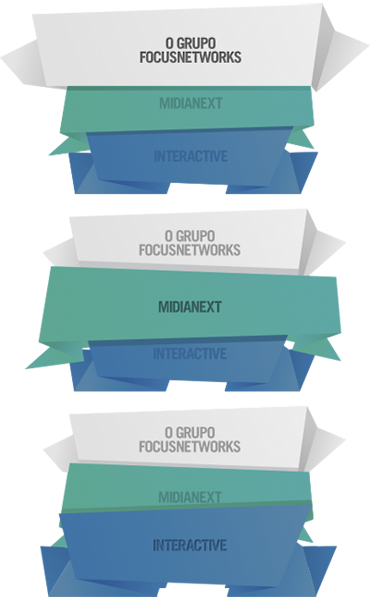 O GRUPO
FOCUSNETWORKS
MIDIANEXT
INTERACTIVE
O GRUPO
FOCUSNETWORKS
MIDIANEXT
INTERACTIVE
O GRUPO
FOCUSNETWORKS
MIDIANEXT
INTERACTIVE